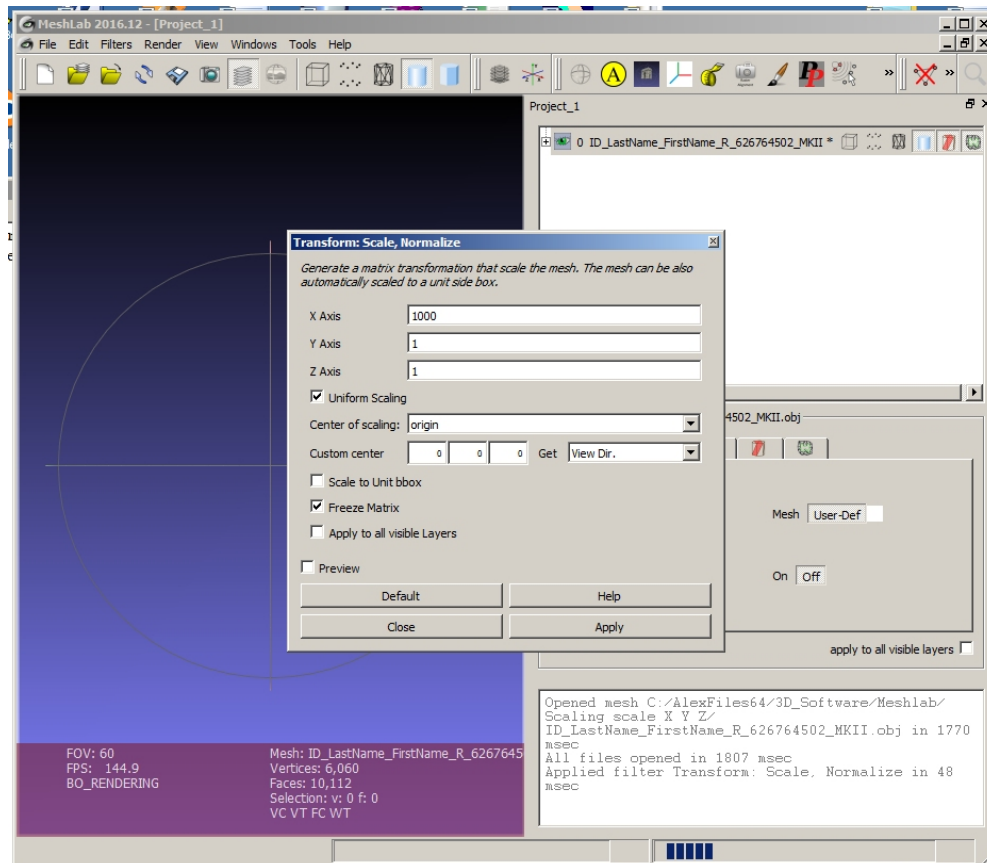 MeshLab 2016.12 - [Project_1]
File Edit Filters Render View Windows Tools Help
A
Project_1
0 ID_LastName_FirstName_R_626764502_MKII *
Transform: Scale, Normalize
Generate a matrix transformation that scale the mesh. The mesh can be also
automatically scaled to a unit side box.
X Axis 1000
Y Axis 1
Z Axis 1
Uniform Scaling
Center of scaling: origin
Custom center 0 0 0 Get View Dir.
Scale to Unit bbox
Freeze Matrix
Apply to all visible Layers
Preview
Default Help
Close Apply
4502_MKII.obj
Mesh User-Def
On Off
apply to all visible layers
Opened mesh C:/AlexFiles64/3D_Software/Meshlab/
Scaling scale X Y Z/
ID_LastName_FirstName_R_626764502_MKII.obj in 1770
msec
All files opened in 1807 msec
Applied filter Transform: Scale, Normalize in 48
msec
FOV: 60
FPS: 144.9
BO_RENDERING
Mesh: ID_LastName_FirstName_R_6267645
Vertices: 6,060
Faces: 10,112
Selection: v: 0 f: 0
VC VT FC WT